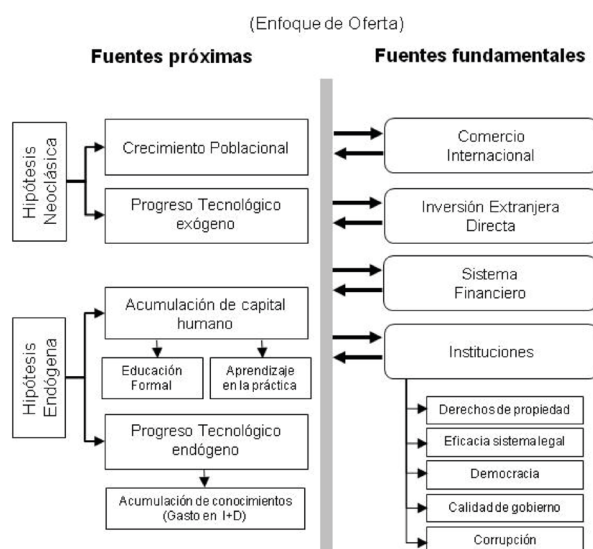 (Enfoque de Oferta)
Fuentes próximas
Fuentes fundamentales
Hipótesis
Neoclásica
Crecimiento Poblacional
Progreso Tecnológico
exógeno
Hipótesis
Endógena
Acumulación de capital
humano
Educación
Formal
Aprendizaje
en la práctica
Progreso Tecnológico
endógeno
Acumulación de conocimientos
(Gasto en I+D)
Comercio
Internacional
Inversión Extranjera
Directa
Sistema
Financiero
Instituciones
Derechos de propiedad
Eficacia sistema legal
Democracia
Calidad de gobierno
Corrupción